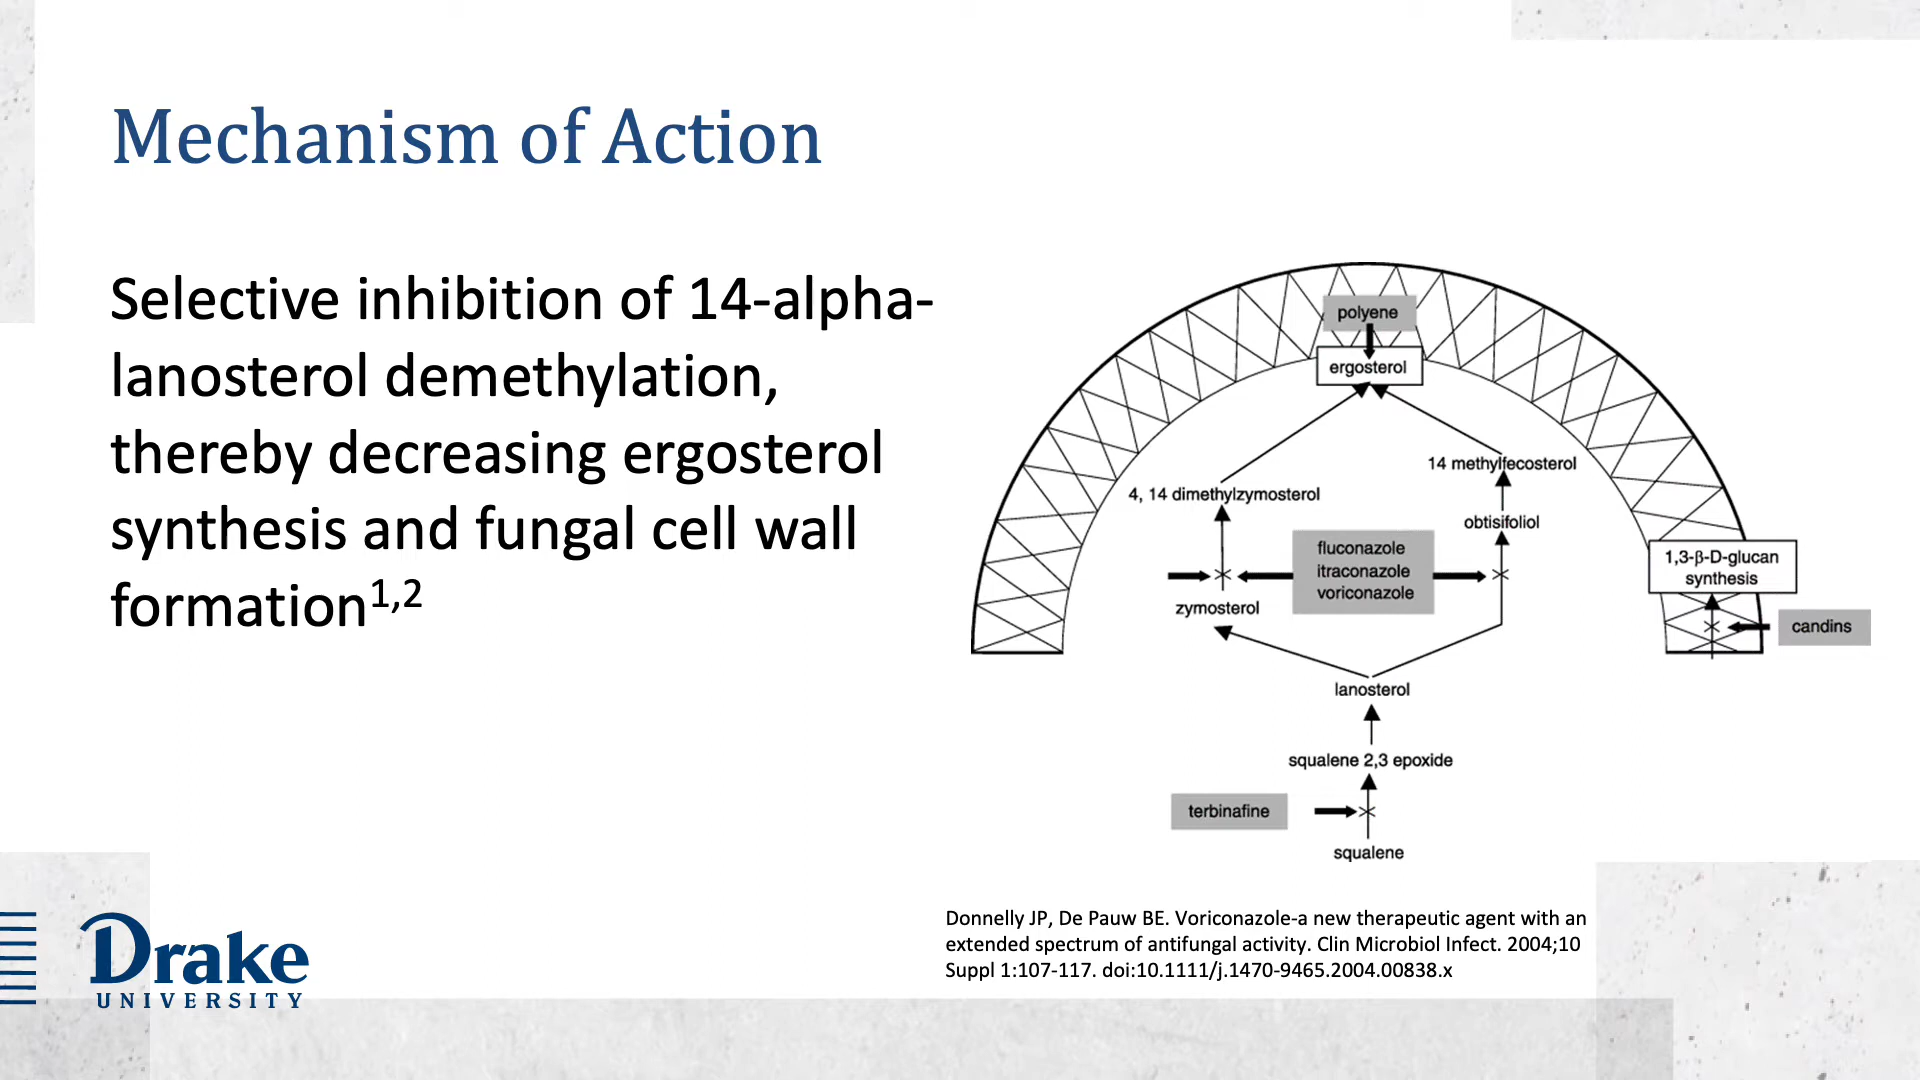 Mechanism of Action
Selective inhibition of 14-alpha-
lanosterol demethylation,
thereby decreasing ergosterol
synthesis and fungal cell wall
formation1,2
polyene
ergosterol
14 methylfecosterol
4, 14 dimethylzymosterol
obtisifoliol
fluconazole
itraconazole
voriconazole
1,3-β-D-glucan
synthesis
zymosterol
candins
lanosterol
squalene 2,3 epoxide
terbinafine
squalene
Donnelly JP, De Pauw BE. Voriconazole-a new therapeutic agent with an
extended spectrum of antifungal activity. Clin Microbiol Infect. 2004;10
Suppl 1:107-117. doi:10.1111/j.1470-9465.2004.00838.x
Drake
UNIVERSITY